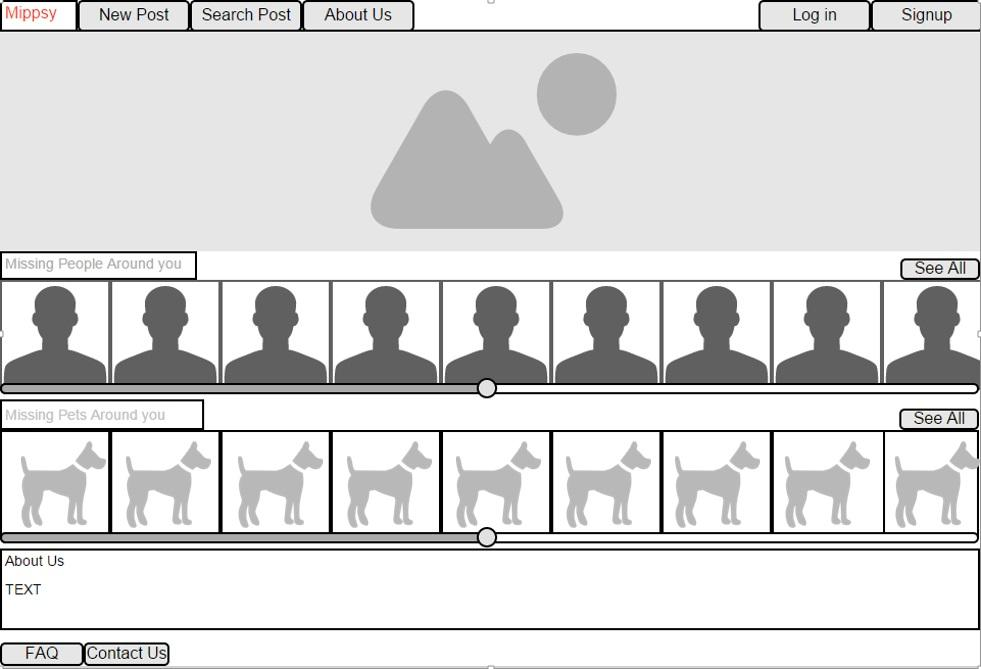 Mippsy New Post Search Post About Us Log in Signup
Missing People Around you See All
Missing Pets Around you See All
About Us
TEXT
FAQ Contact Us